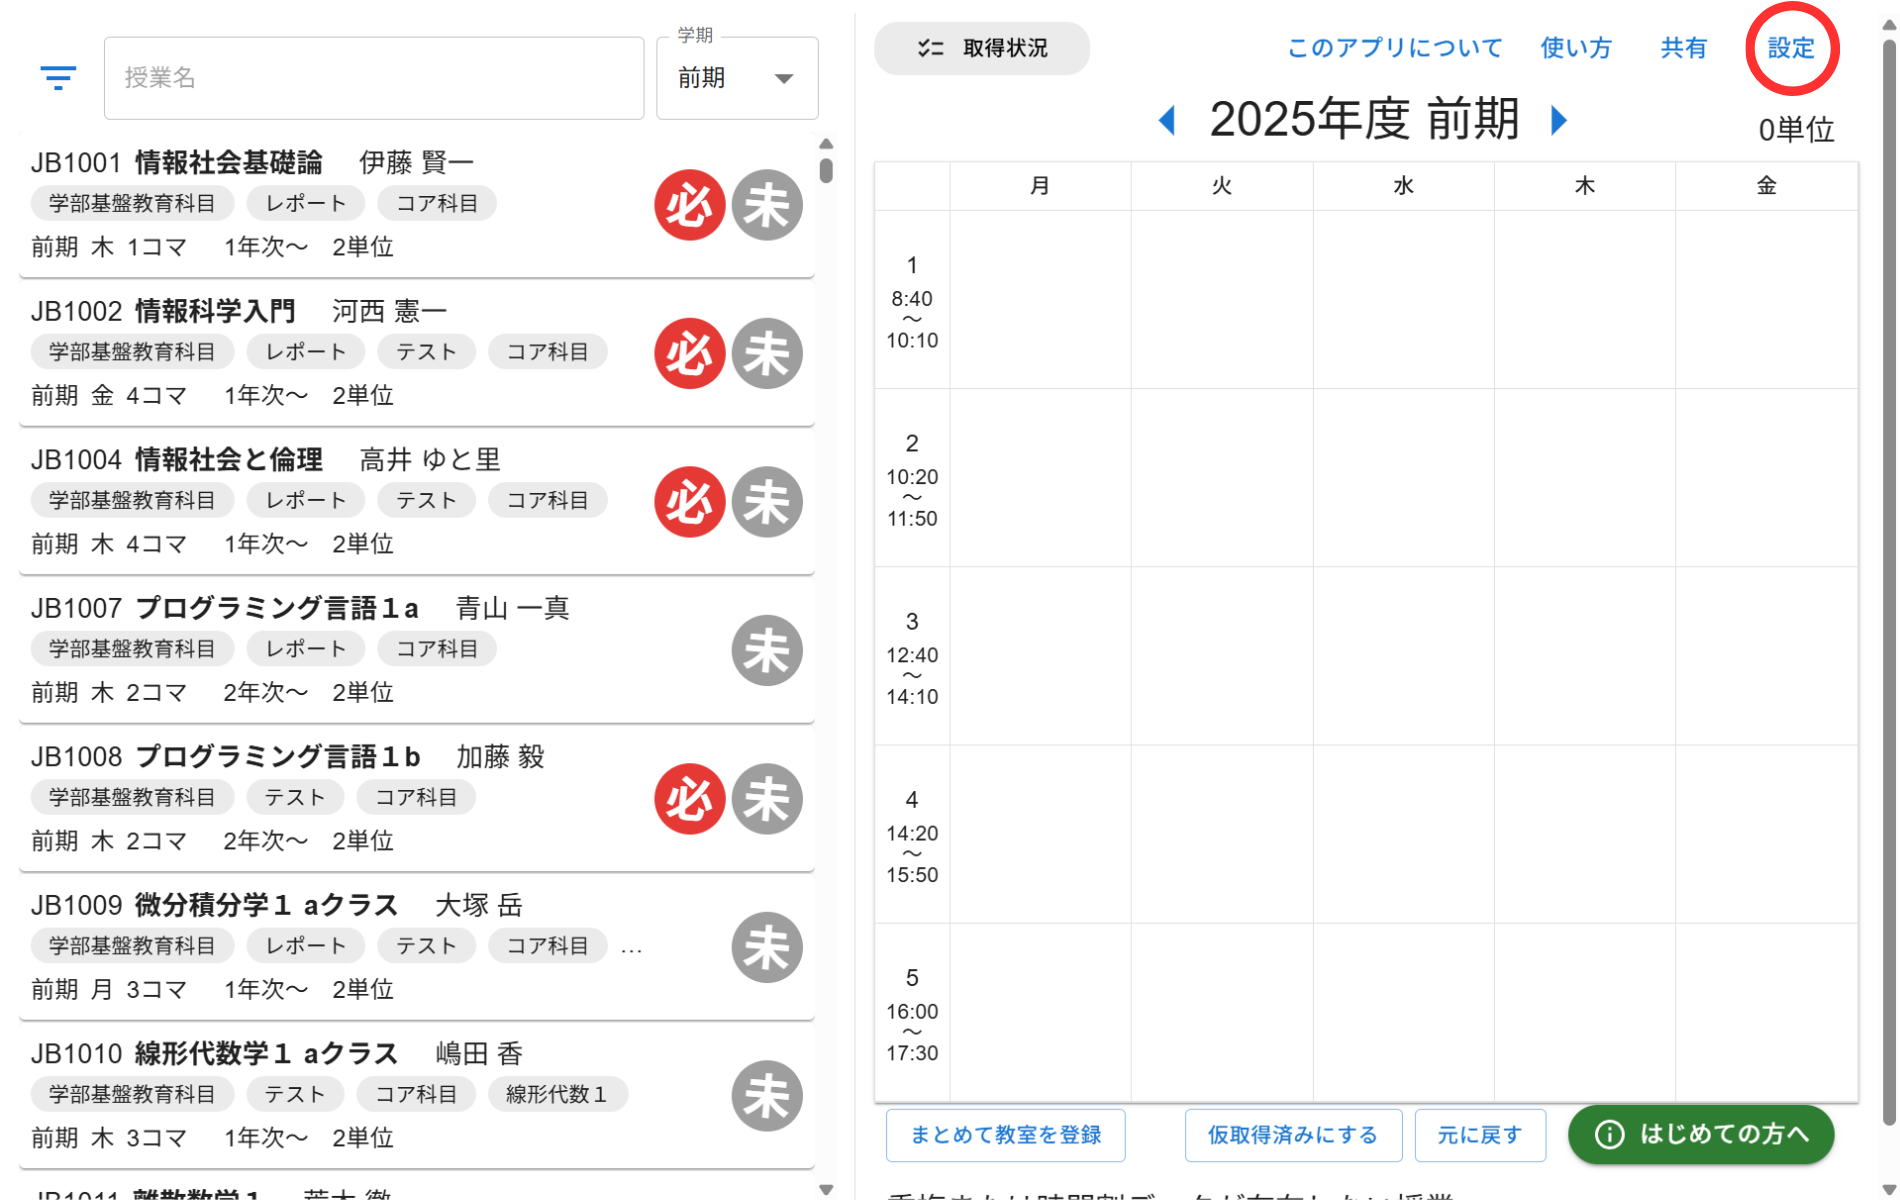 授業名
学期
前期
JB1001 情報社会基礎論 伊藤 賢一
学部基盤教育科目 レポート コア科目
前期 木 1コマ 1年次～ 2単位
必 未
JB1002 情報科学入門 河西 憲一
学部基盤教育科目 レポート テスト コア科目
前期 金 4コマ 1年次～ 2単位
必 未
JB1004 情報社会と倫理 高井 ゆと里
学部基盤教育科目 レポート テスト コア科目
前期 木 4コマ 1年次～ 2単位
必 未
JB1007 プログラミング言語１a 青山 一真
学部基盤教育科目 レポート コア科目
前期 木 2コマ 2年次～ 2単位
未
JB1008 プログラミング言語１b 加藤 毅
学部基盤教育科目 テスト コア科目
前期 木 2コマ 2年次～ 2単位
必 未
JB1009 微分積分学１ aクラス 大塚 岳
学部基盤教育科目 レポート テスト コア科目 ...
前期 月 3コマ 1年次～ 2単位
未
JB1010 線形代数学１ aクラス 嶋田 香
学部基盤教育科目 テスト コア科目 線形代数１
前期 木 3コマ 1年次～ 2単位
未
JB1011 離散数学１ 荒木 徹
取得状況
このアプリについて 使い方 共有 設定
2025年度 前期
0単位
月 火 水 木 金
1
8:40
～
10:10
2
10:20
～
11:50
3
12:40
～
14:10
4
14:20
～
15:50
5
16:00
～
17:30
まとめて教室を登録 仮取得済みにする 元に戻す はじめての方へ